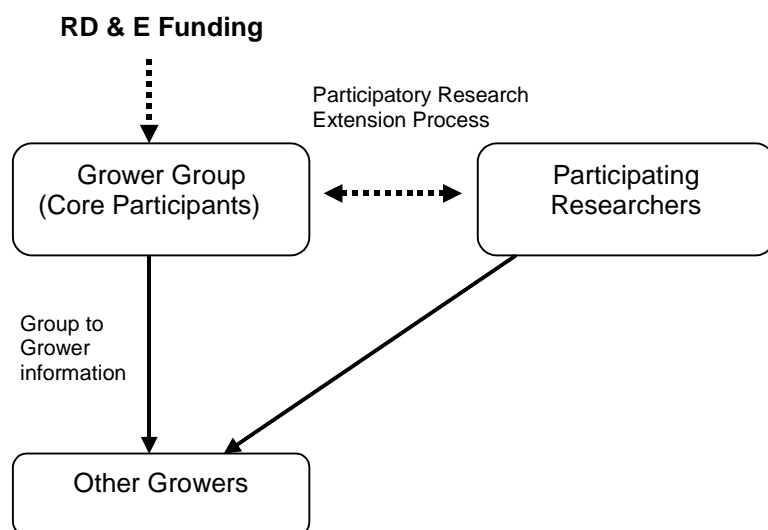 RD & E Funding
Participatory Research
Extension Process
Grower Group
(Core Participants)
Participating
Researchers
Group to
Grower
information
Other Growers